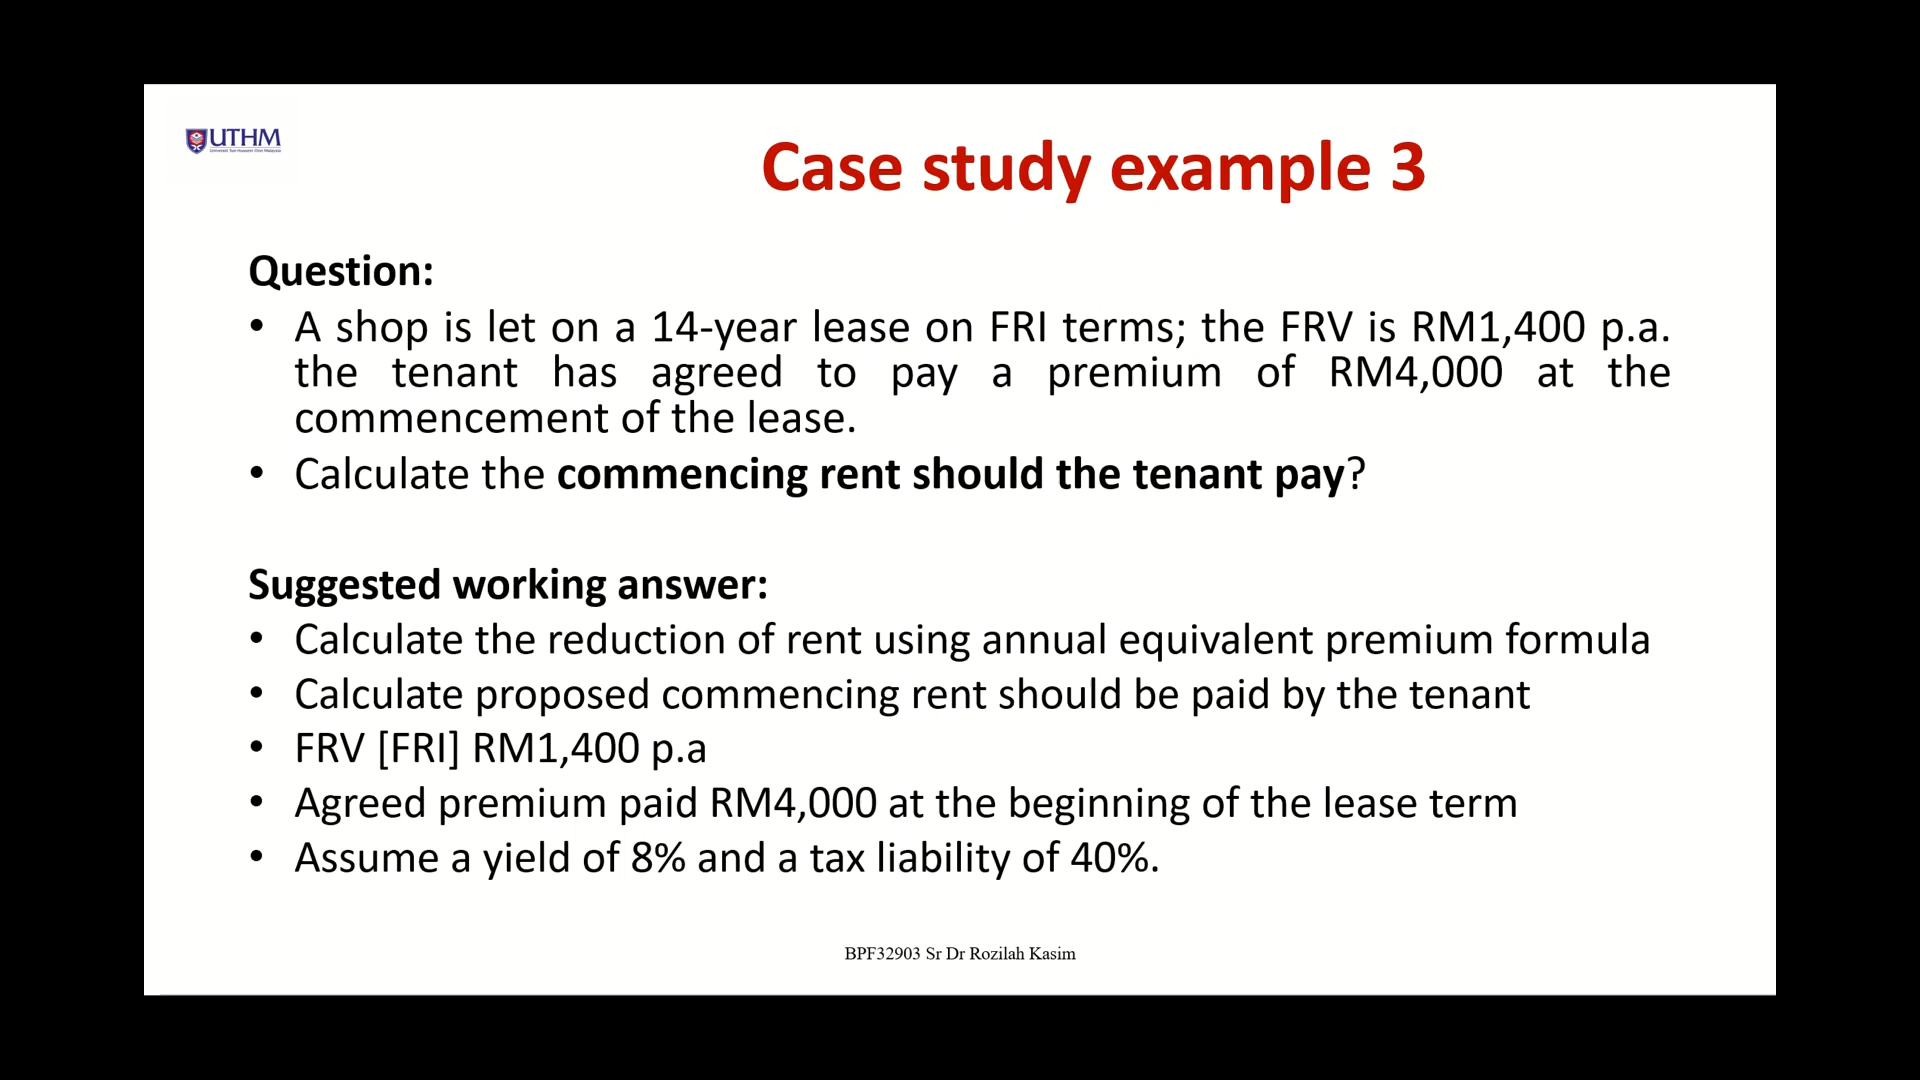 UTHM
Case study example 3
Question:
• A shop is let on a 14-year lease on FRI terms; the FRV is RM1,400 p.a.
the tenant has agreed to pay a premium of RM4,000 at the
commencement of the lease.
• Calculate the commencing rent should the tenant pay?
Suggested working answer:
• Calculate the reduction of rent using annual equivalent premium formula
• Calculate proposed commencing rent should be paid by the tenant
• FRV [FRI] RM1,400 p.a
• Agreed premium paid RM4,000 at the beginning of the lease term
• Assume a yield of 8% and a tax liability of 40%.
BPF32903 Sr Dr Rozilah Kasim